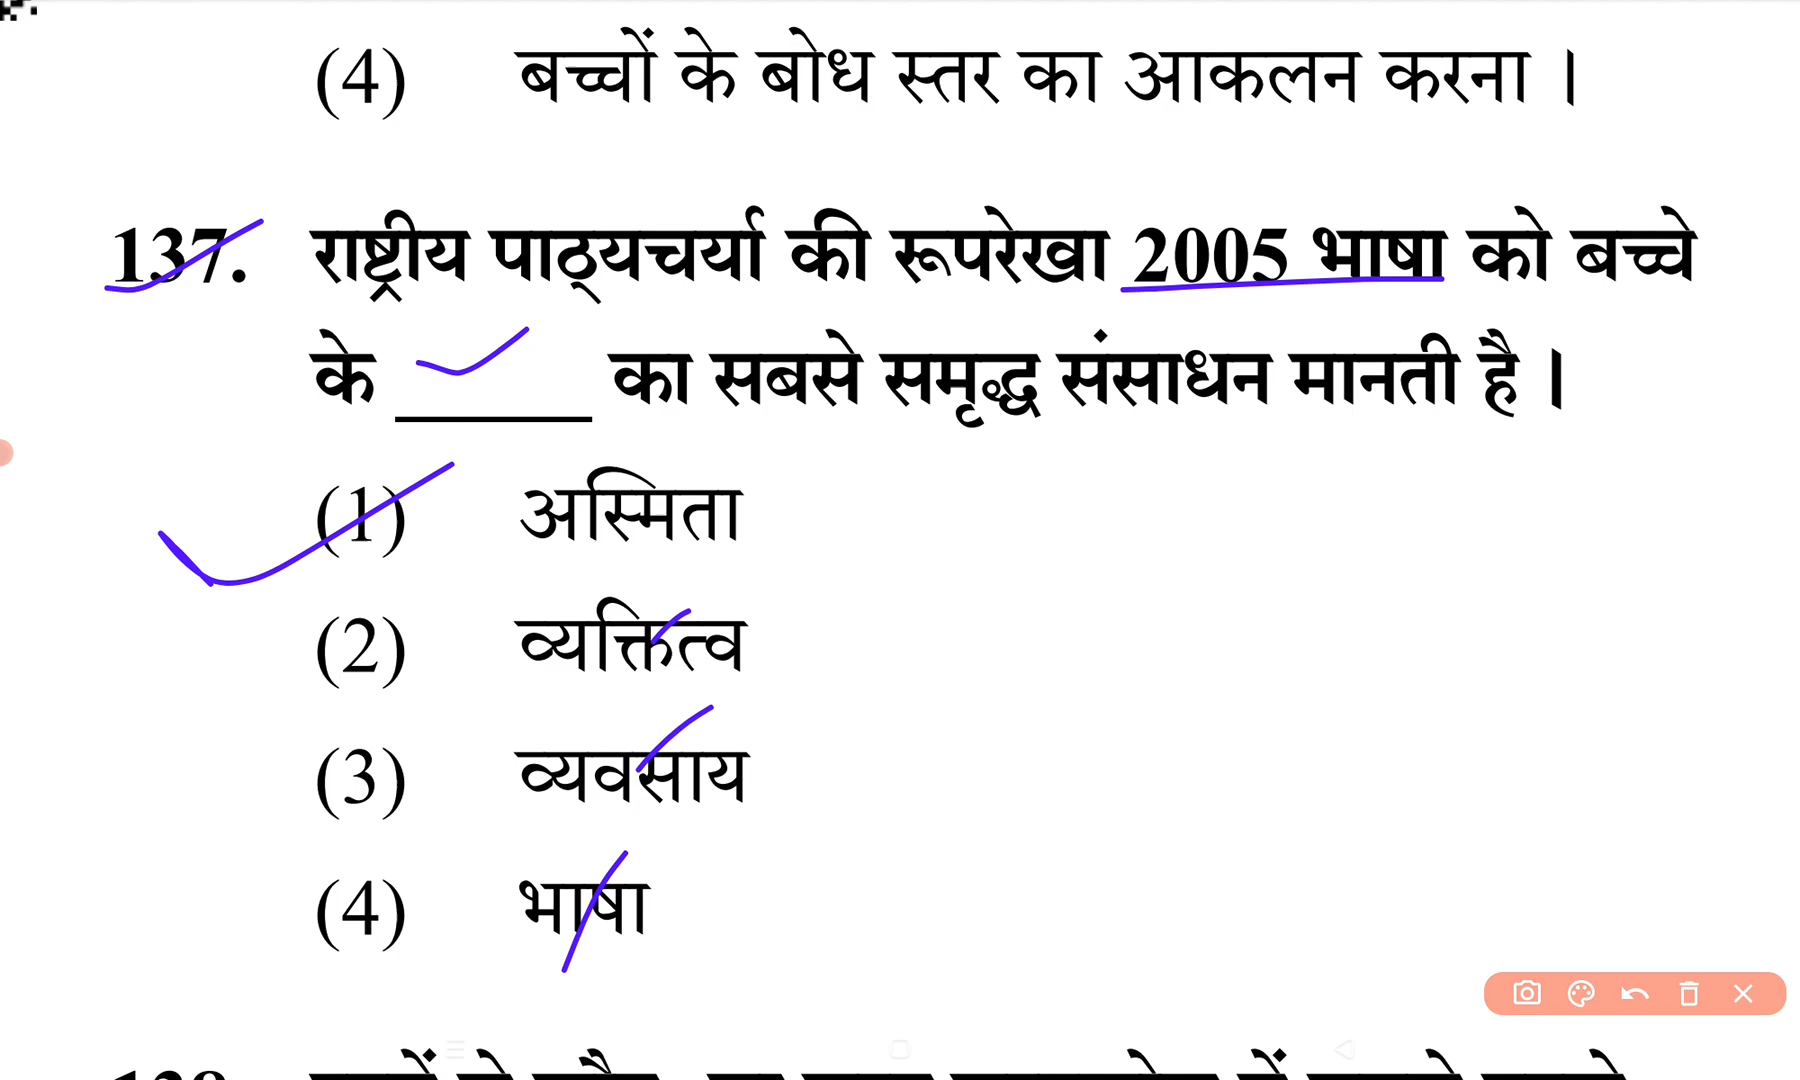 (4) बच्चों के बोध स्तर का आकलन करना ।
137. राष्ट्रीय पाठ्यचर्या की रूपरेखा 2005 भाषा को बच्चे
के ______ का सबसे समृद्ध संसाधन मानती है ।
(1) अस्मिता
(2) व्यक्तित्व
(3) व्यवसाय
(4) भाषा